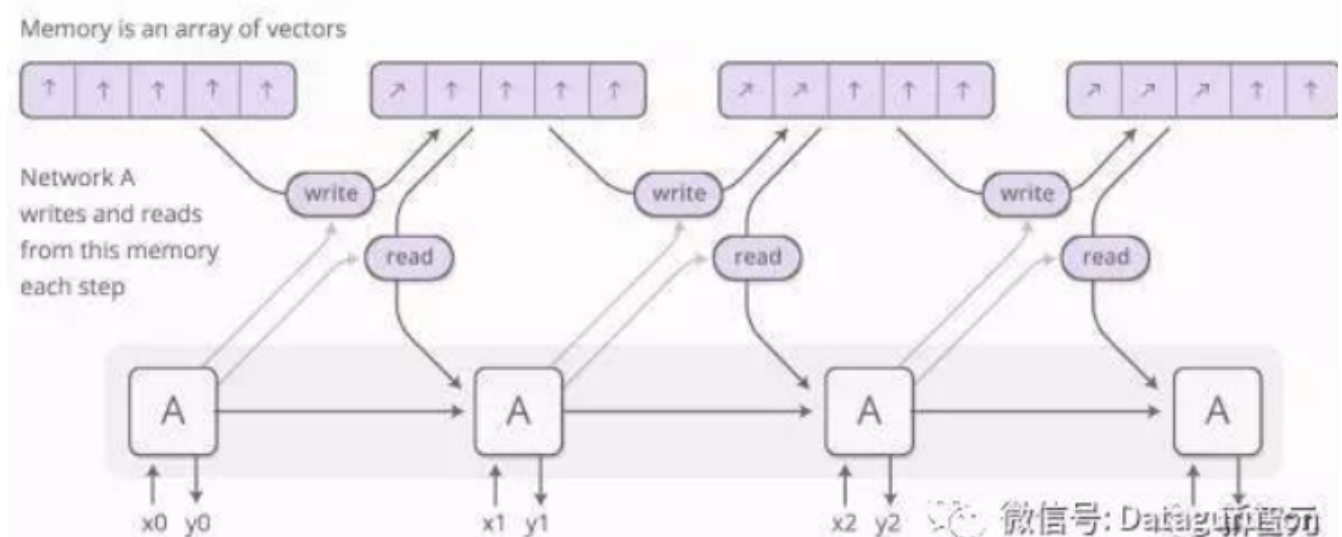 Memory is an array of vectors
write write write
Network A
writes and reads
from this memory
each step
read read read
A A A A
x0 y0 x1 y1 x2 y2
微信号: